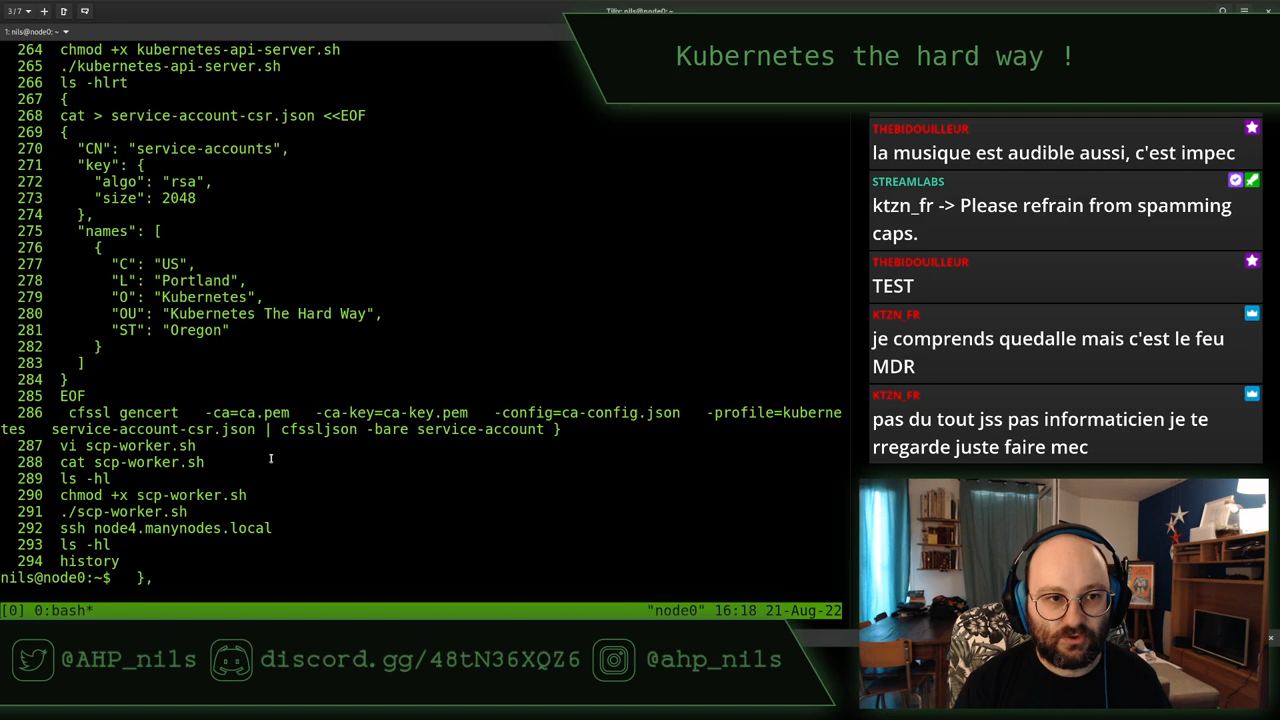 3/7
Tilix: nils@node0: ~
1: nils@node0: ~
264 chmod +x kubernetes-api-server.sh
265 ./kubernetes-api-server.sh
266 ls -hlrt
267 {
268 cat > service-account-csr.json <<EOF
269 {
270 "CN": "service-accounts",
271 "key": {
272 "algo": "rsa",
273 "size": 2048
274 },
275 "names": [
276 {
277 "C": "US",
278 "L": "Portland",
279 "O": "Kubernetes",
280 "OU": "Kubernetes The Hard Way",
281 "ST": "Oregon"
282 }
283 ]
284 }
285 EOF
286 cfssl gencert -ca=ca.pem -ca-key=ca-key.pem -config=ca-config.json -profile=kuberne
tes service-account-csr.json | cfssljson -bare service-account }
287 vi scp-worker.sh
288 cat scp-worker.sh
289 ls -hl
290 chmod +x scp-worker.sh
291 ./scp-worker.sh
292 ssh node4.manynodes.local
293 ls -hl
294 history
nils@node0:~$ },
[0] 0:bash* "node0" 16:18 21-Aug-22
Kubernetes the hard way !
THEBIDOUILLEUR
la musique est audible aussi, c'est impec
STREAMLABS
ktzn_fr -> Please refrain from spamming
caps.
THEBIDOUILLEUR
TEST
KTZN_FR
je comprends quedalle mais c'est le feu
MDR
KTZN_FR
pas du tout jss pas informaticien je te
rregarde juste faire mec
@AHP_nils discord.gg/48tN36XQZ6 @ahp_nils